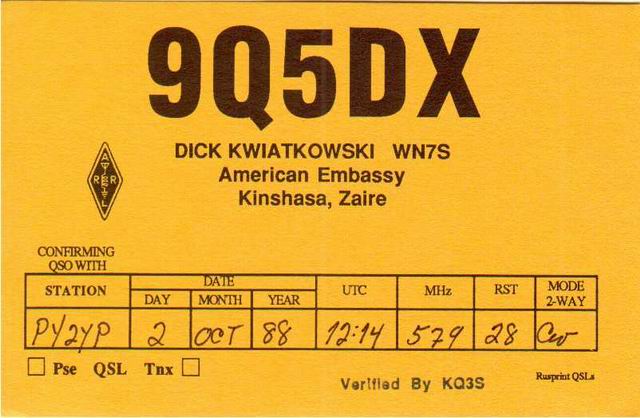 9Q5DX
DICK KWIATKOWSKI WN7S
American Embassy
Kinshasa, Zaire
ARRL
CONFIRMING
QSO WITH
STATION DATE DAY MONTH YEAR UTC MHz RST MODE 2-WAY
PY2YP 2 OCT 88 12:14 579 28 CW
Pse QSL Tnx
Verified By KQ3S
Rusprint QSLs